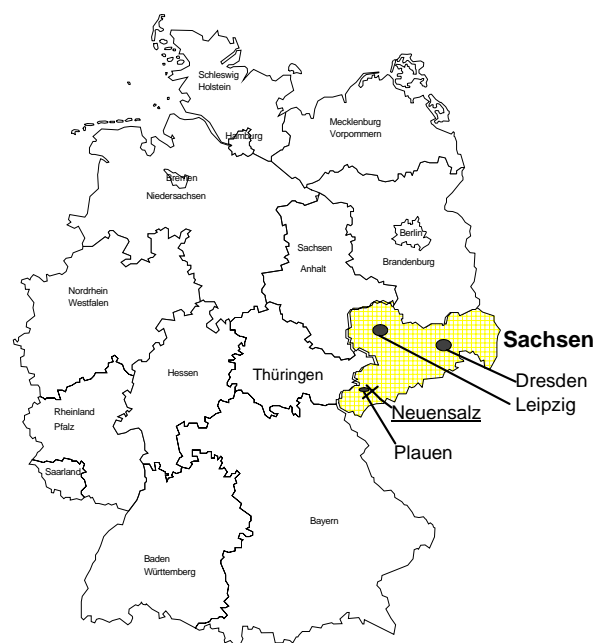 Schleswig
Holstein
Mecklenburg
Vorpommern
Hamburg
Bremen
Niedersachsen
Berlin
Brandenburg
Sachsen
Anhalt
Nordrhein
Westfalen
Sachsen
Hessen
Thüringen
Dresden
Leipzig
Neuensalz
Plauen
Rheinland
Pfalz
Saarland
Bayern
Baden
Württemberg